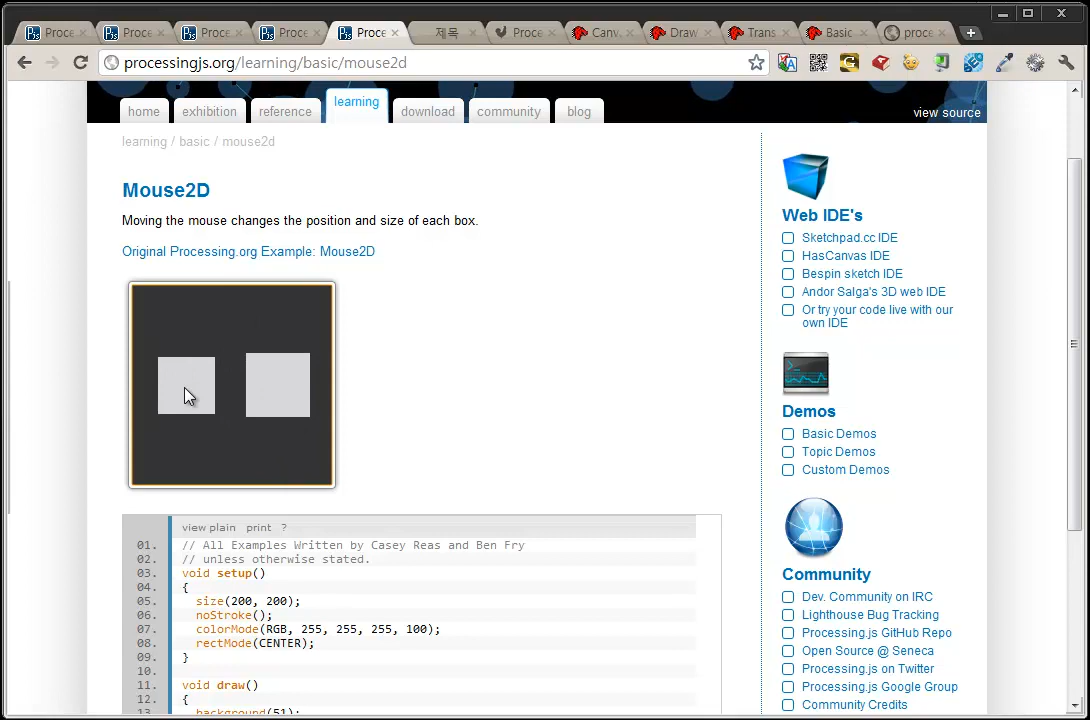 Proce
Proce
Proce
Proce
Proce
제목
Proce
Canv
Draw
Trans
Basic
proce
processingjs.org/learning/basic/mouse2d
home
exhibition
reference
learning
download
community
blog
view source
learning / basic / mouse2d
Mouse2D
Moving the mouse changes the position and size of each box.
Original Processing.org Example: Mouse2D
view plain print ?
01. // All Examples Written by Casey Reas and Ben Fry
02. // unless otherwise stated.
03. void setup()
04. {
05. size(200, 200);
06. noStroke();
07. colorMode(RGB, 255, 255, 255, 100);
08. rectMode(CENTER);
09. }
10.
11. void draw()
12. {
13 background(51);
Web IDE's
Sketchpad.cc IDE
HasCanvas IDE
Bespin sketch IDE
Andor Salga's 3D web IDE
Or try your code live with our
own IDE
Demos
Basic Demos
Topic Demos
Custom Demos
Community
Dev. Community on IRC
Lighthouse Bug Tracking
Processing.js GitHub Repo
Open Source @ Seneca
Processing.js on Twitter
Processing.js Google Group
Community Credits